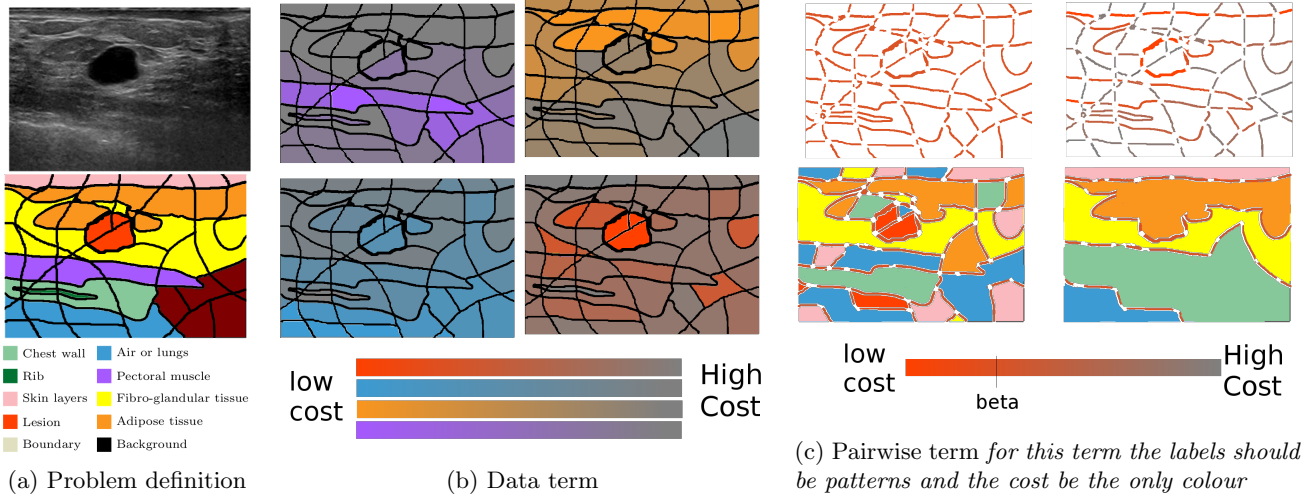 Chest wall
Air or lungs
Rib
Pectoral muscle
Skin layers
Fibro-glandular tissue
Lesion
Adipose tissue
Boundary
Background
(a) Problem definition
low
cost
High
Cost
(b) Data term
low
cost
High
Cost
beta
(c) Pairwise term for this term the labels should
be patterns and the cost be the only colour